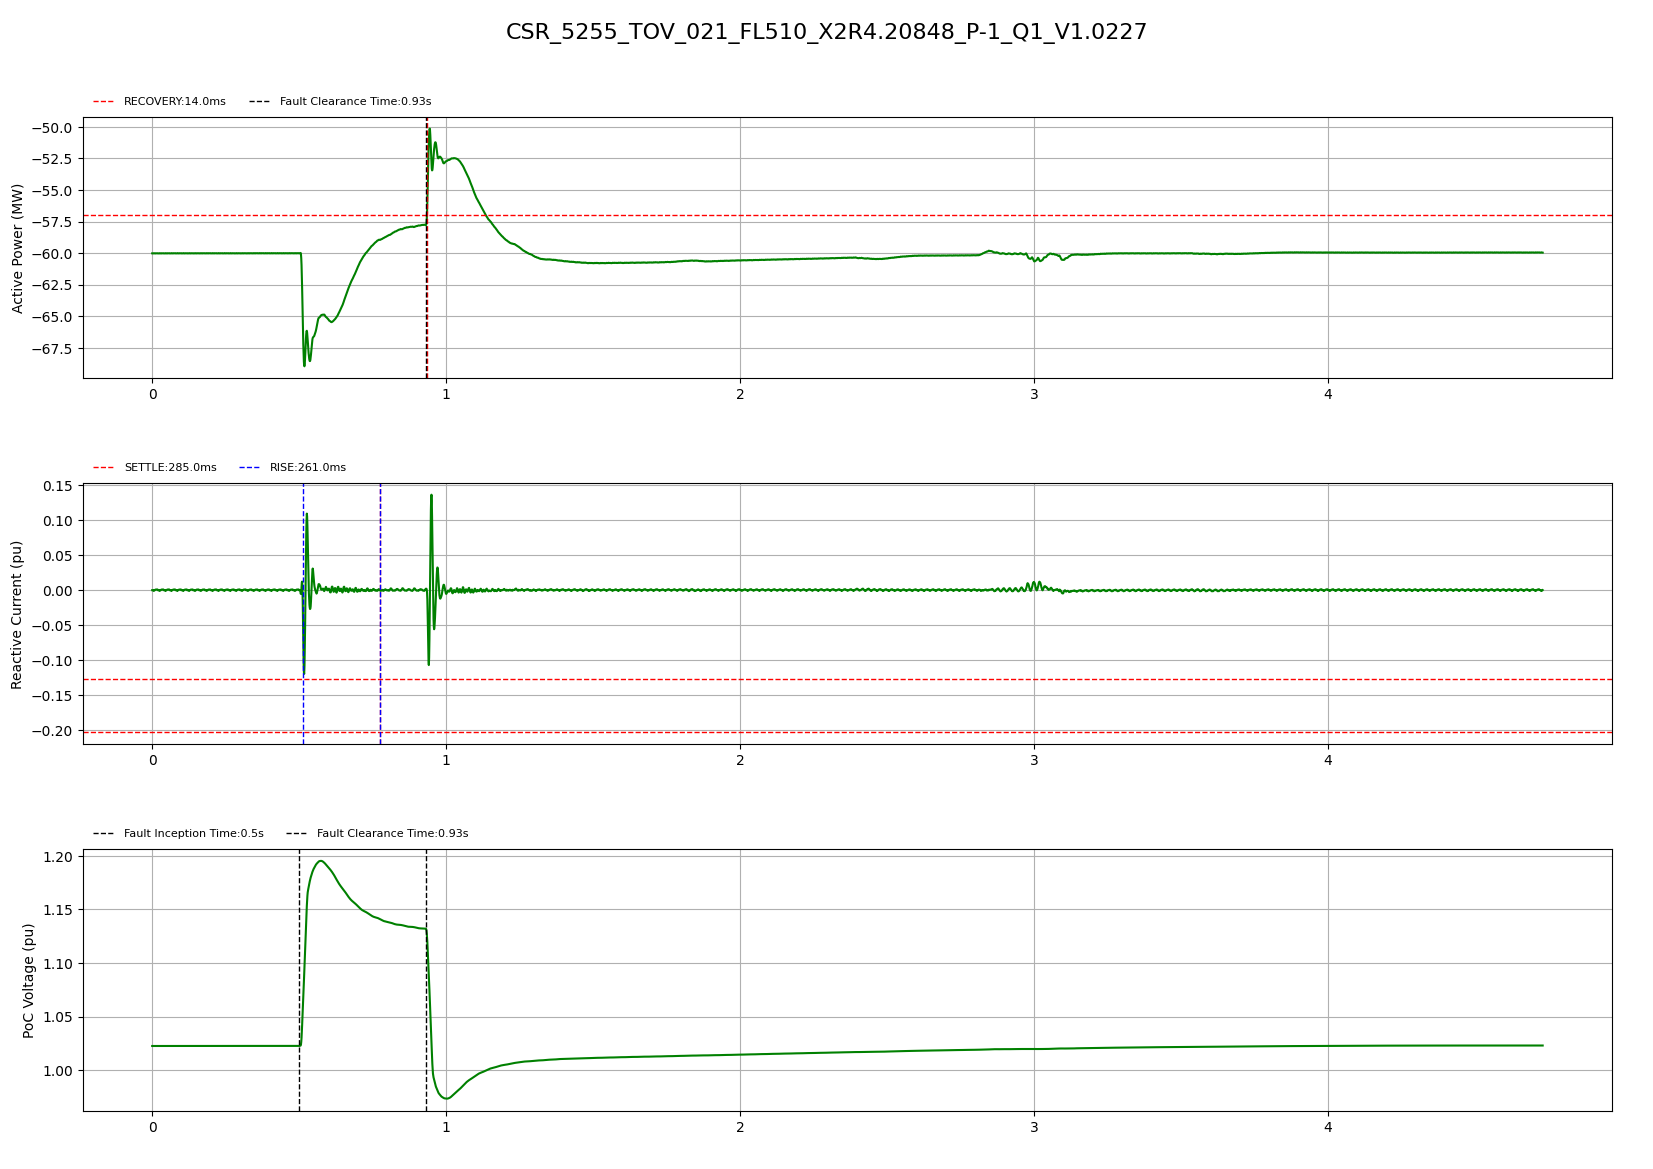 CSR_5255_TOV_021_FL510_X2R4.20848_P-1_Q1_V1.0227
RECOVERY:14.0ms Fault Clearance Time:0.93s
Active Power (MW)
−50.0
−52.5
−55.0
−57.5
−60.0
−62.5
−65.0
−67.5
0 1 2 3 4
SETTLE:285.0ms RISE:261.0ms
Reactive Current (pu)
0.15
0.10
0.05
0.00
−0.05
−0.10
−0.15
−0.20
0 1 2 3 4
Fault Inception Time:0.5s Fault Clearance Time:0.93s
PoC Voltage (pu)
1.20
1.15
1.10
1.05
1.00
0 1 2 3 4